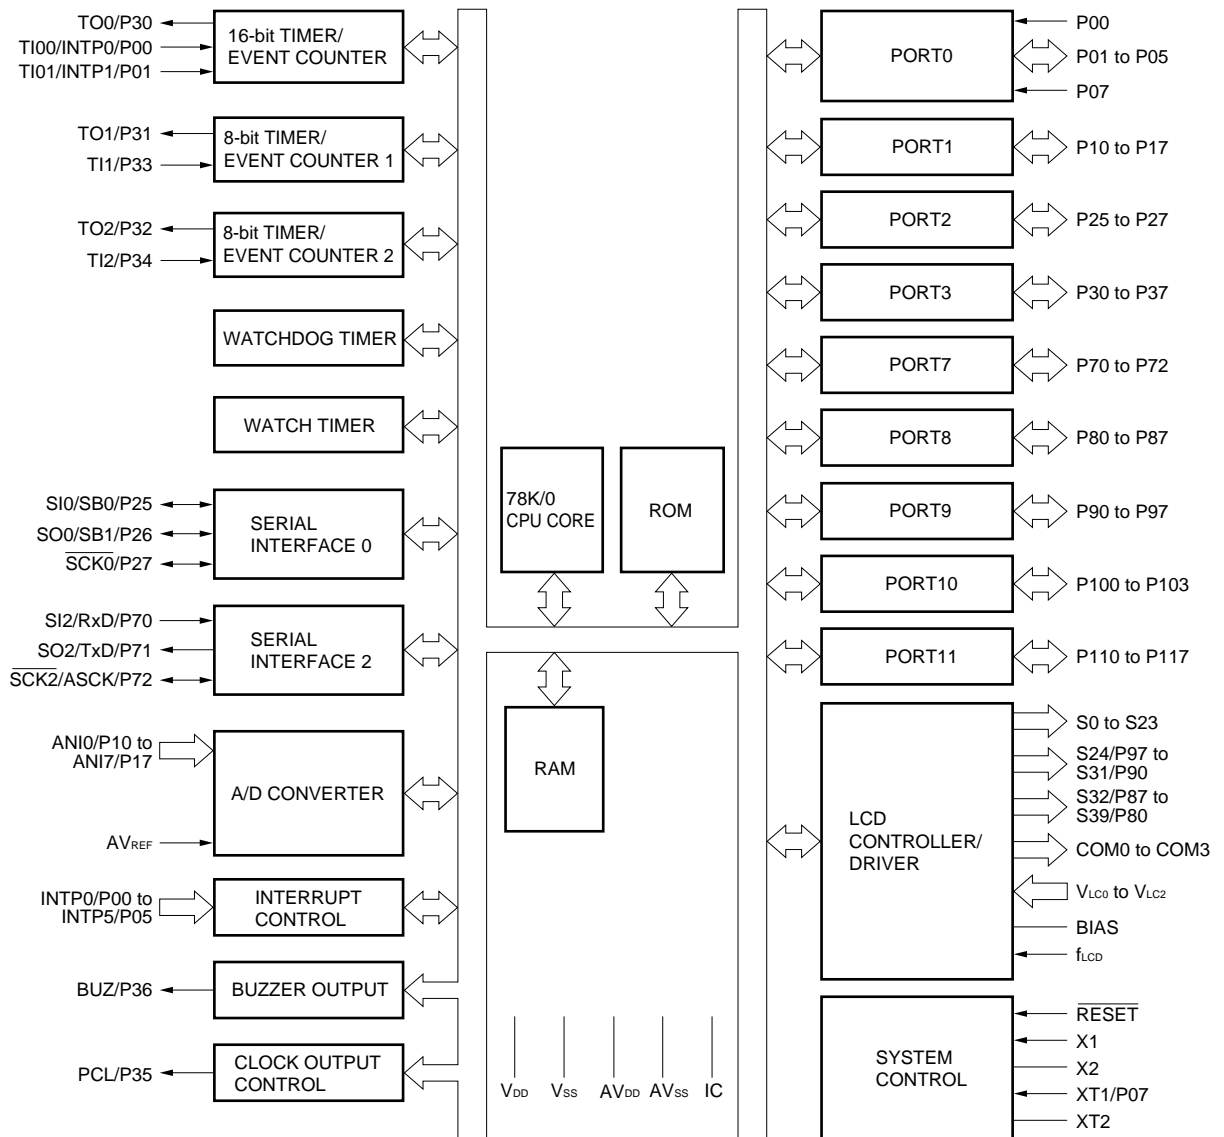 TO0/P30
TI00/INTP0/P00
TI01/INTP1/P01
16-bit TIMER/
EVENT COUNTER
TO1/P31
TI1/P33
8-bit TIMER/
EVENT COUNTER 1
TO2/P32
TI2/P34
8-bit TIMER/
EVENT COUNTER 2
WATCHDOG TIMER
WATCH TIMER
SI0/SB0/P25
SO0/SB1/P26
SCK0/P27
SERIAL
INTERFACE 0
SI2/RxD/P70
SO2/TxD/P71
SCK2/ASCK/P72
SERIAL
INTERFACE 2
ANI0/P10 to
ANI7/P17
AVREF
A/D CONVERTER
INTP0/P00 to
INTP5/P05
INTERRUPT
CONTROL
BUZ/P36
BUZZER OUTPUT
PCL/P35
CLOCK OUTPUT
CONTROL
78K/0
CPU CORE
ROM
RAM
VDD
VSS
AVDD
AVSS
IC
PORT0
P00
P01 to P05
P07
PORT1
P10 to P17
PORT2
P25 to P27
PORT3
P30 to P37
PORT7
P70 to P72
PORT8
P80 to P87
PORT9
P90 to P97
PORT10
P100 to P103
PORT11
P110 to P117
LCD
CONTROLLER/
DRIVER
S0 to S23
S24/P97 to
S31/P90
S32/P87 to
S39/P80
COM0 to COM3
VLC0 to VLC2
BIAS
fLCD
SYSTEM
CONTROL
RESET
X1
X2
XT1/P07
XT2